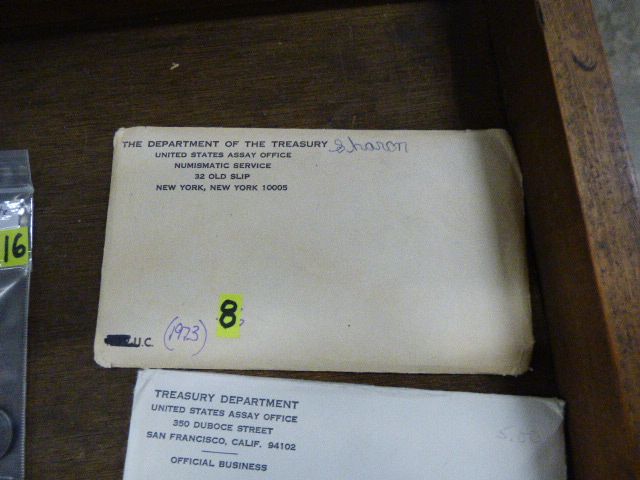 THE DEPARTMENT OF THE TREASURY Sharon
UNITED STATES ASSAY OFFICE
NUMISMATIC SERVICE
32 OLD SLIP
NEW YORK, NEW YORK 10005
16
8
U.C. (1973)
TREASURY DEPARTMENT
UNITED STATES ASSAY OFFICE
350 DUBOCE STREET
SAN FRANCISCO, CALIF. 94102
OFFICIAL BUSINESS
5.00